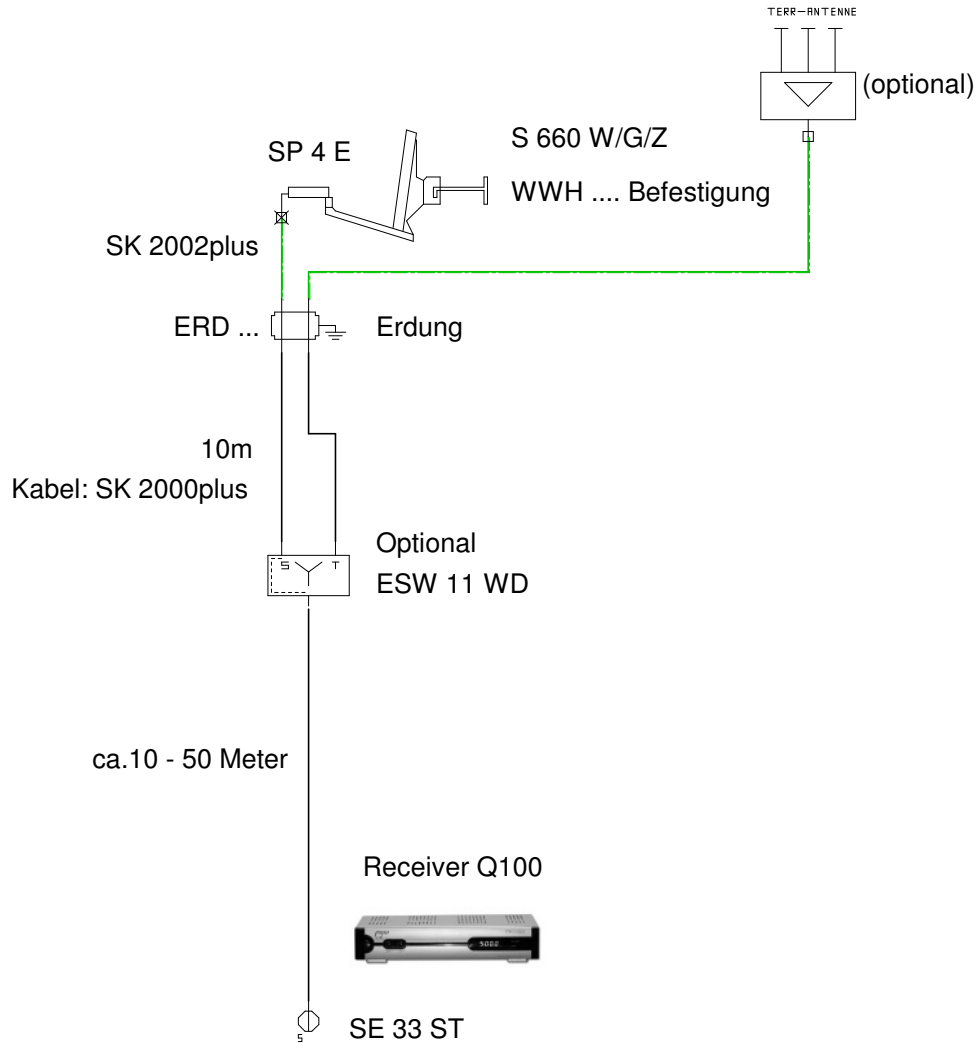 TERR-ANTENNE
(optional)
SP 4 E
S 660 W/G/Z
WWH .... Befestigung
SK 2002plus
ERD ...
Erdung
10m
Kabel: SK 2000plus
Optional
S T
ESW 11 WD
ca.10 - 50 Meter
Receiver Q100
5000
SE 33 ST
S